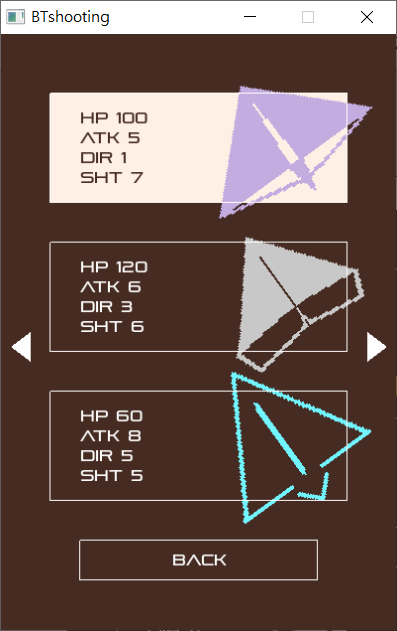 BTshooting
HP 100
ATK 5
DIR 1
SHT 7
HP 120
ATK 6
DIR 3
SHT 6
HP 60
ATK 8
DIR 5
SHT 5
BACK